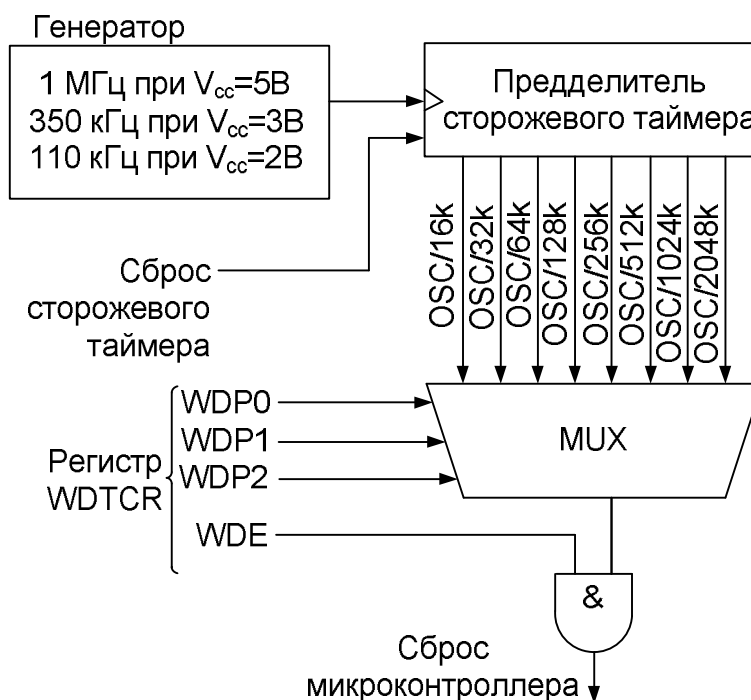 Генератор
1 МГц при Vcc=5В
350 кГц при Vcc=3В
110 кГц при Vcc=2В
Предделитель
сторожевого таймера
OSC/16k
OSC/32k
OSC/64k
OSC/128k
OSC/256k
OSC/512k
OSC/1024k
OSC/2048k
Сброс
сторожевого
таймера
Регистр
WDTCR
WDP0
WDP1
WDP2
WDE
MUX
&
Сброс
микроконтроллера